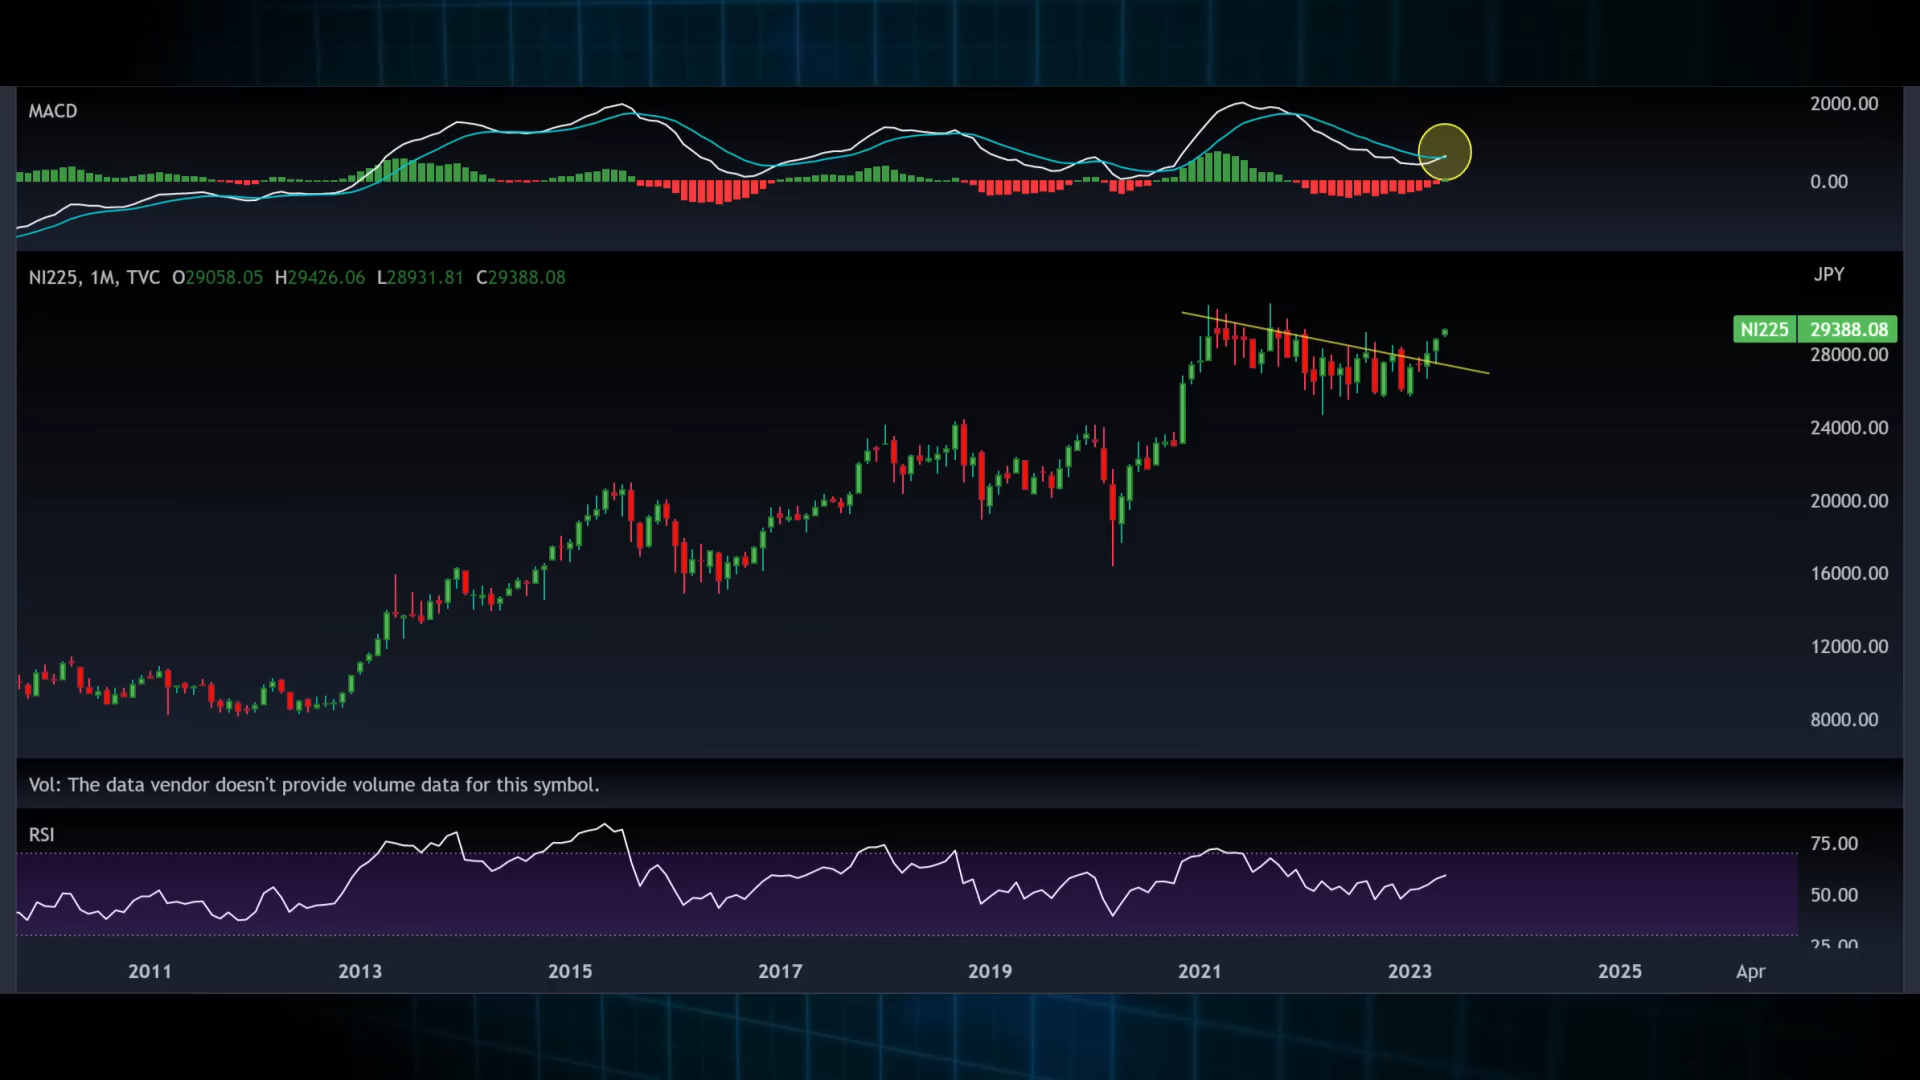 MACD
2000.00
0.00
NI225, 1M, TVC O29058.05 H29426.06 L28931.81 C29388.08
JPY
NI225 29388.08
28000.00
24000.00
20000.00
16000.00
12000.00
8000.00
Vol: The data vendor doesn't provide volume data for this symbol.
RSI
75.00
50.00
25.00
2011 2013 2015 2017 2019 2021 2023 2025 Apr